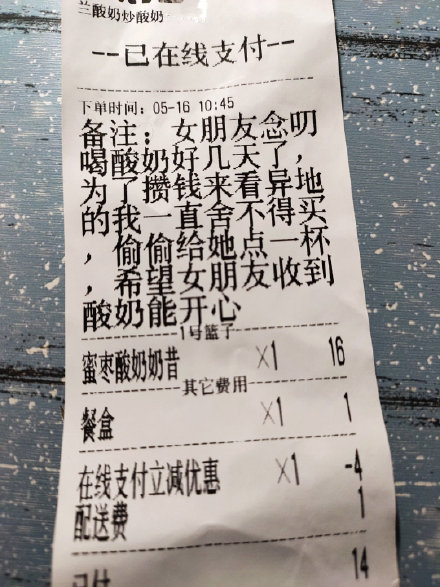 兰酸奶炒酸奶
--已在线支付--
下单时间：05-16 10:45
备注：女朋友念叨
喝酸奶好几天了，
为了攒钱来看异地
的我一直舍不得买
，偷偷给她点一杯
，希望女朋友收到
酸奶能开心
1号篮子
蜜枣酸奶奶昔 X1 16
其它费用
餐盒 X1 1
在线支付立减优惠 X1 -4
配送费 1
已付 14